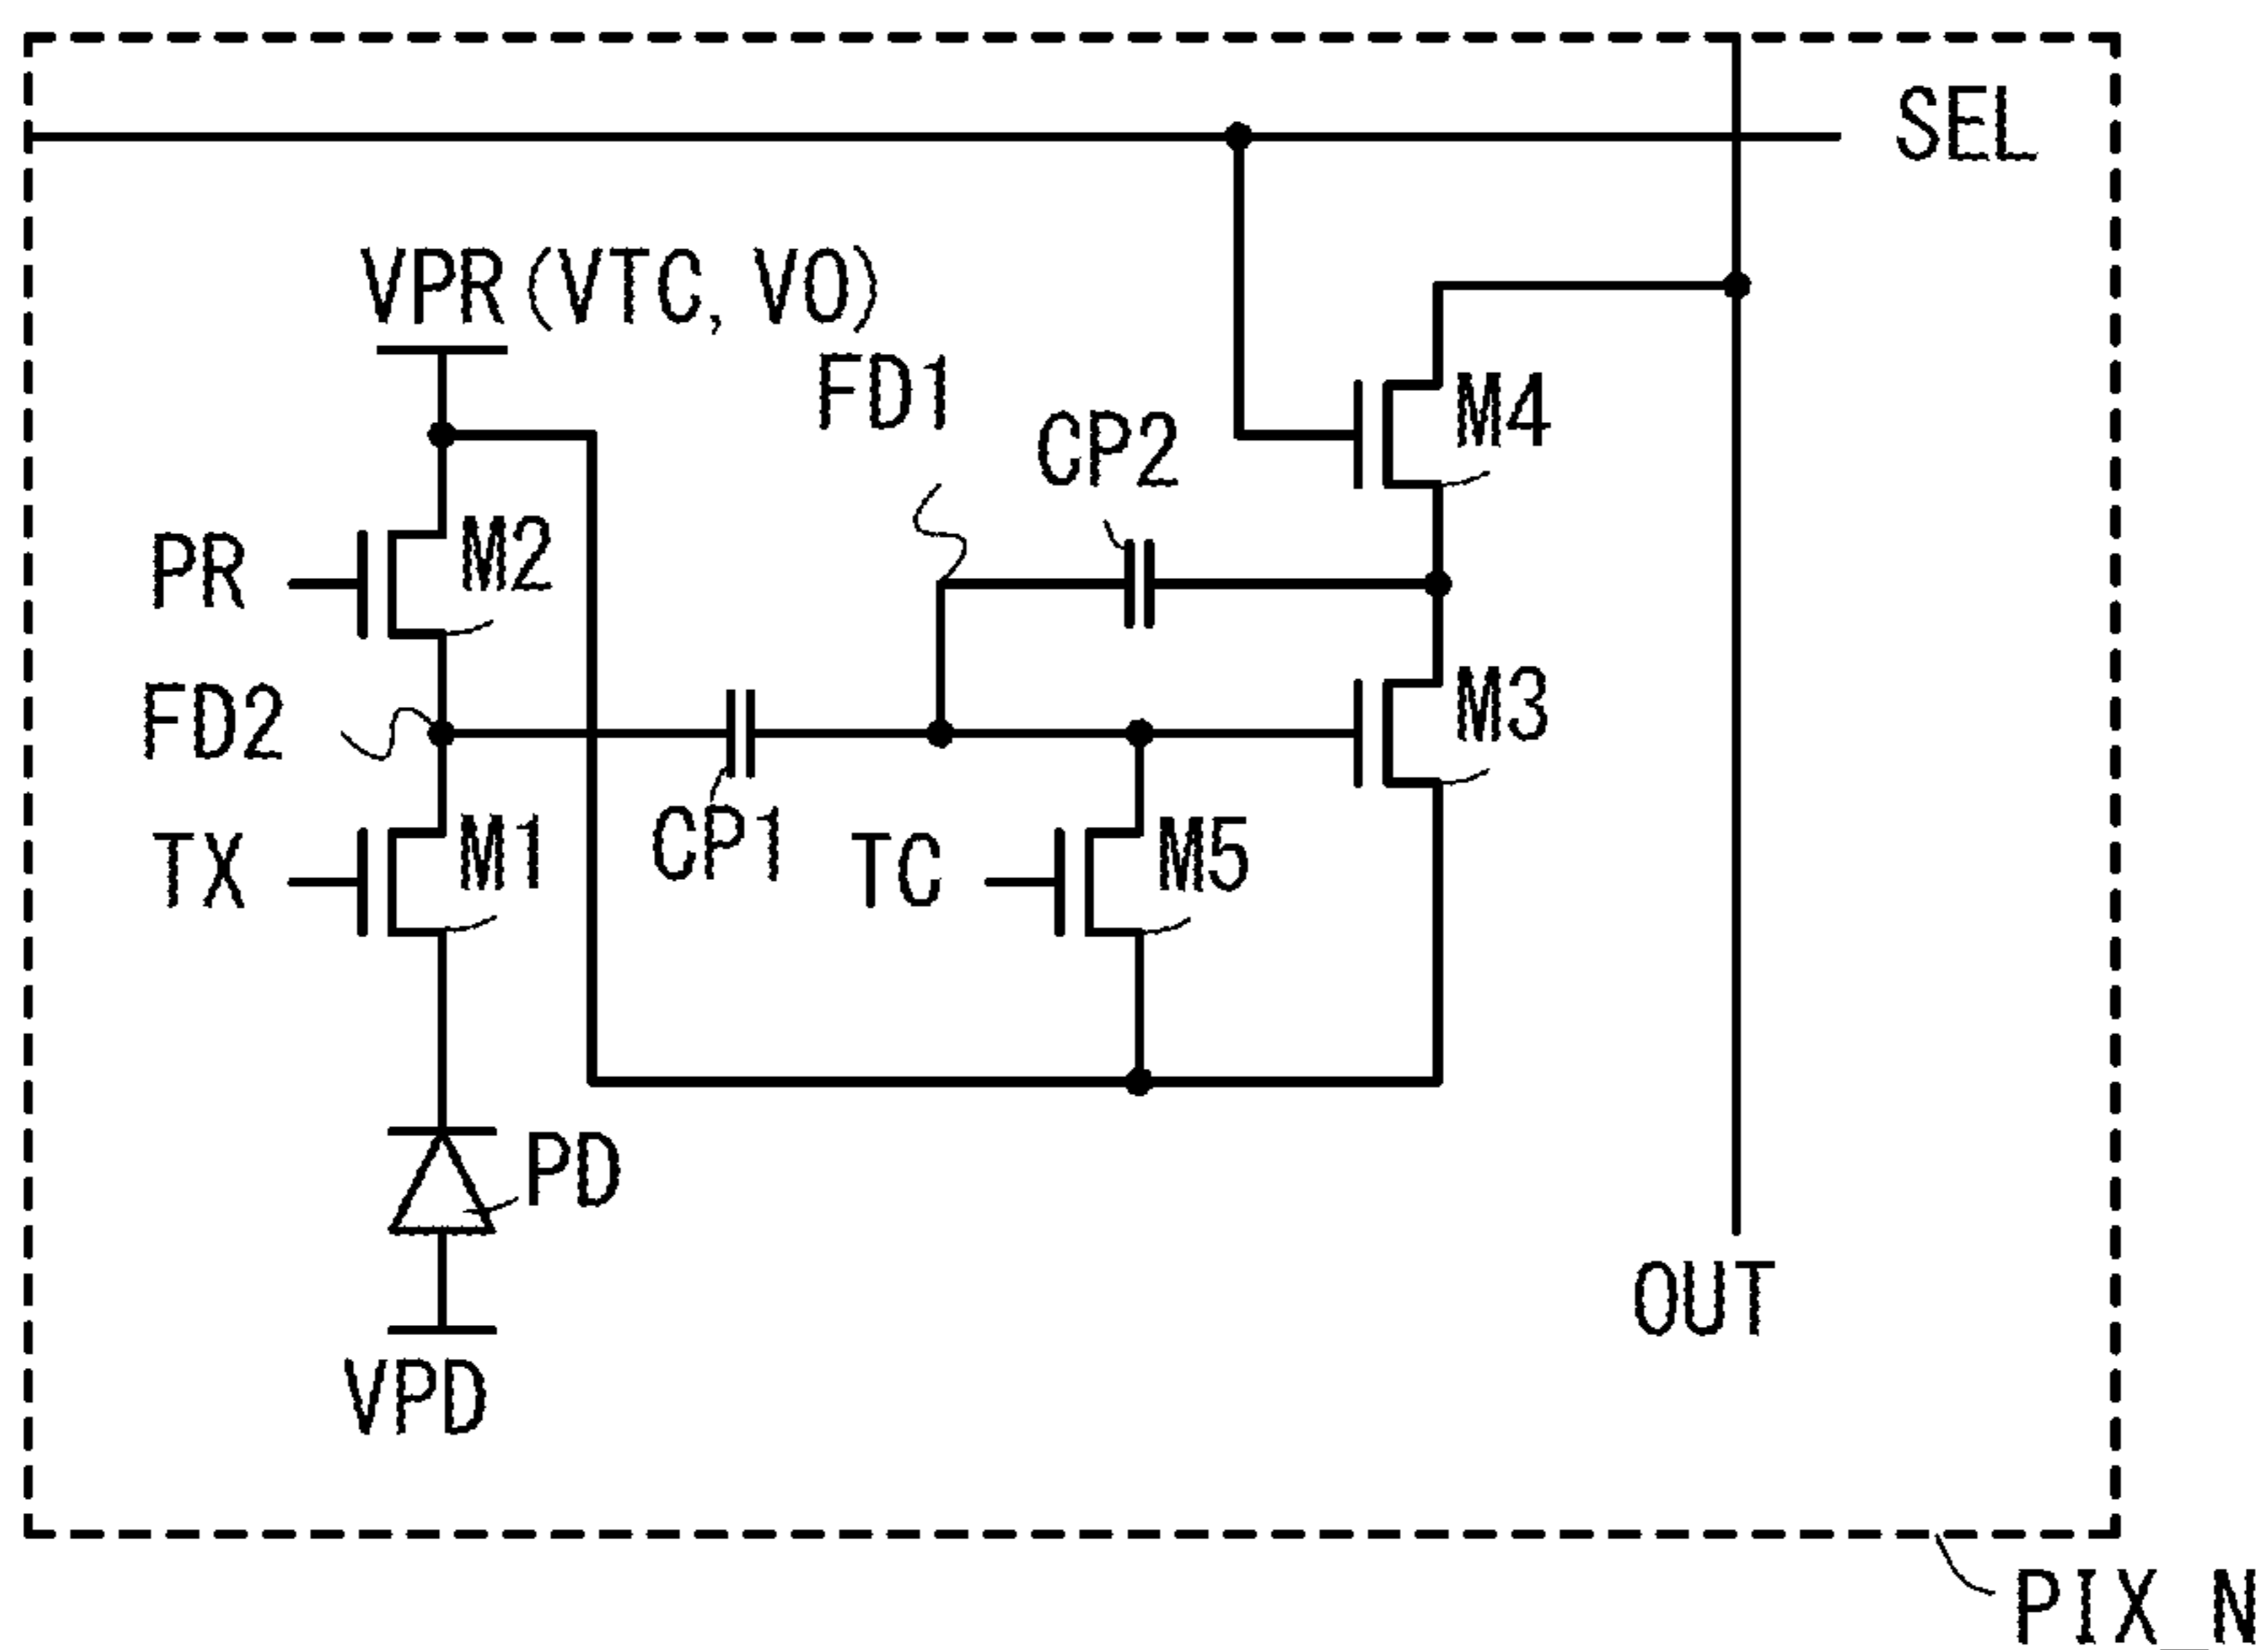 SEL
VPR(VTC, VO)
FD1
CP2
M4
PR
M2
FD2
M3
TX
M1
CP1
TC
M5
PD
OUT
VPD
PIX_N